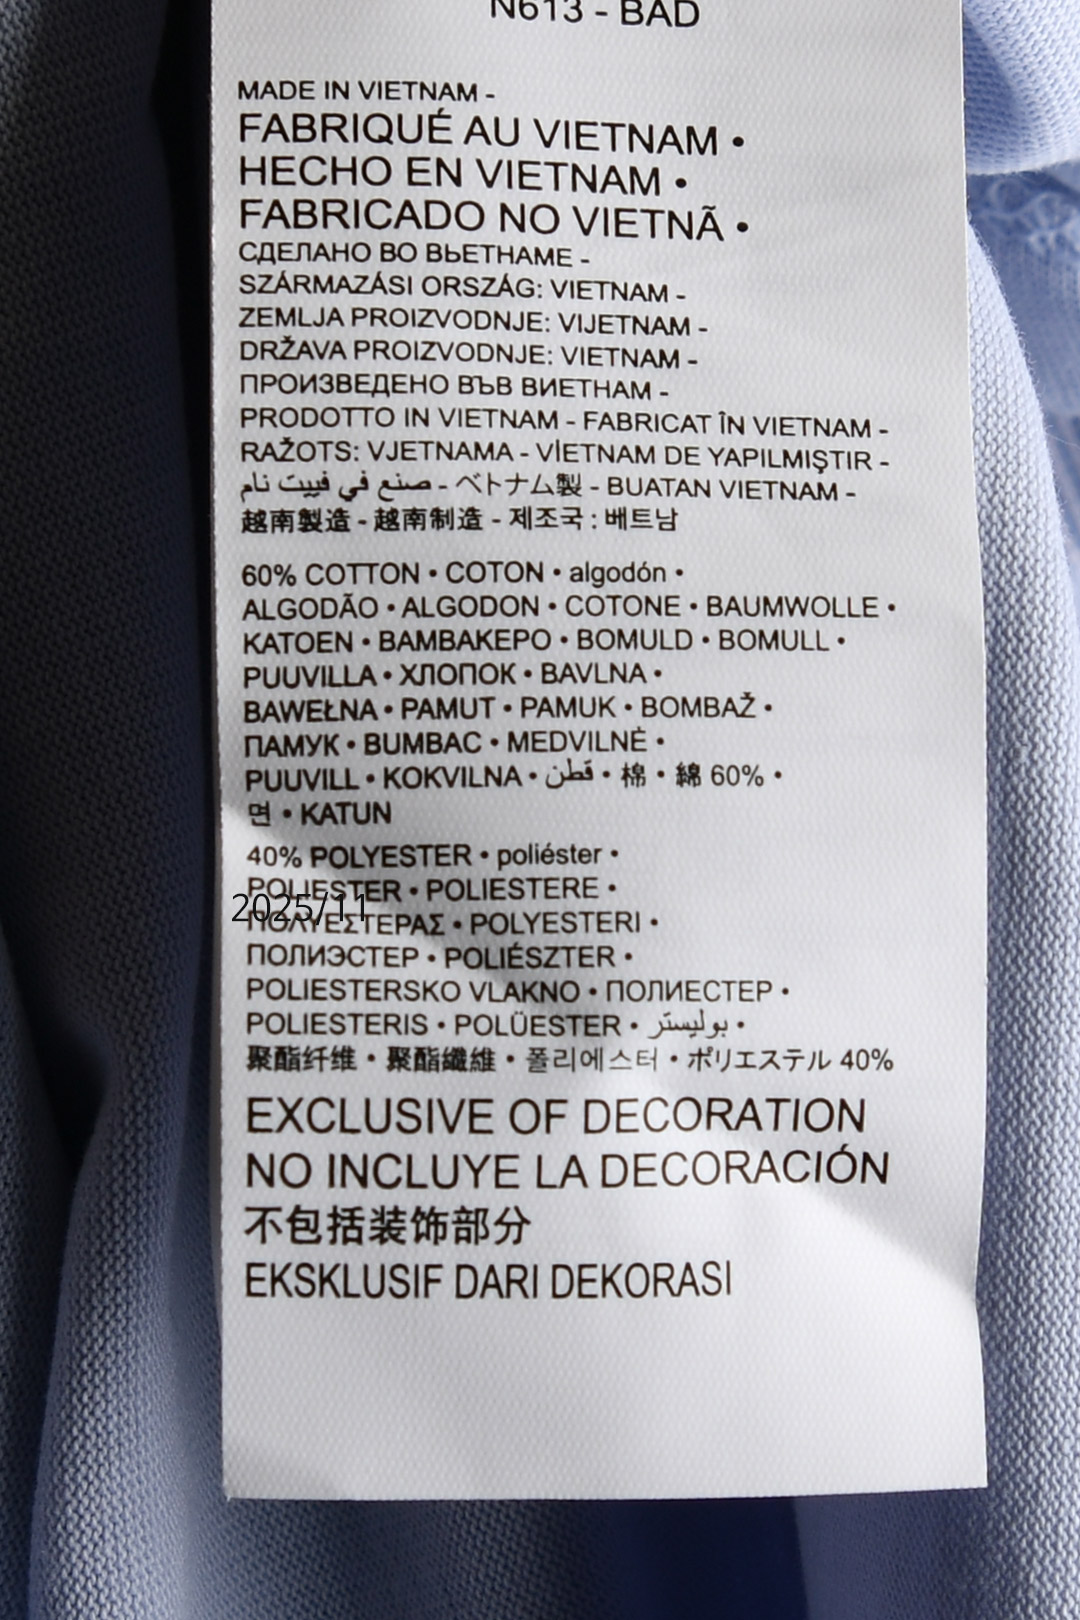 N613 - BAD
MADE IN VIETNAM -
FABRIQUÉ AU VIETNAM •
HECHO EN VIETNAM •
FABRICADO NO VIETNÃ •
СДЕЛАНО ВО ВЬЕТНАМЕ -
SZÁRMAZÁSI ORSZÁG: VIETNAM -
ZEMLJA PROIZVODNJE: VIJETNAM -
DRŽAVA PROIZVODNJE: VIETNAM -
ПРОИЗВЕДЕНО ВЪВ ВИЕТНАМ -
PRODOTTO IN VIETNAM - FABRICAT ÎN VIETNAM -
RAŽOTS: VJETNAMA - VİETNAM DE YAPILMIŞTIR -
صنع في فييت نام - ベトナム製 - BUATAN VIETNAM -
越南製造 - 越南制造 - 제조국 : 베트남
60% COTTON • COTON • algodón •
ALGODÃO • ALGODON • COTONE • BAUMWOLLE •
KATOEN • ΒΑΜΒΑΚΕΡΟ • BOMULD • BOMULL •
PUUVILLA • ХЛОПОК • BAVLNA •
BAWEŁNA • PAMUT • PAMUK • BOMBAŽ •
ПАМУК • BUMBAC • MEDVILNĖ •
PUUVILL • KOKVILNA • قطن • 棉 • 綿 60% •
면 • KATUN
40% POLYESTER • poliéster •
POLIESTER • POLIESTERE •
2025/11
ΠΟΛΥΕΣΤΕΡΑΣ • POLYESTERI •
ПОЛИЭСТЕР • POLIÉSZTER •
POLIESTERSKO VLAKNO • ПОЛИЕСТЕР •
POLIESTERIS • POLÜESTER • بوليستر •
聚酯纤维 • 聚酯纖維 • 폴리에스터 • ポリエステル 40%
EXCLUSIVE OF DECORATION
NO INCLUYE LA DECORACIÓN
不包括装饰部分
EKSKLUSIF DARI DEKORASI